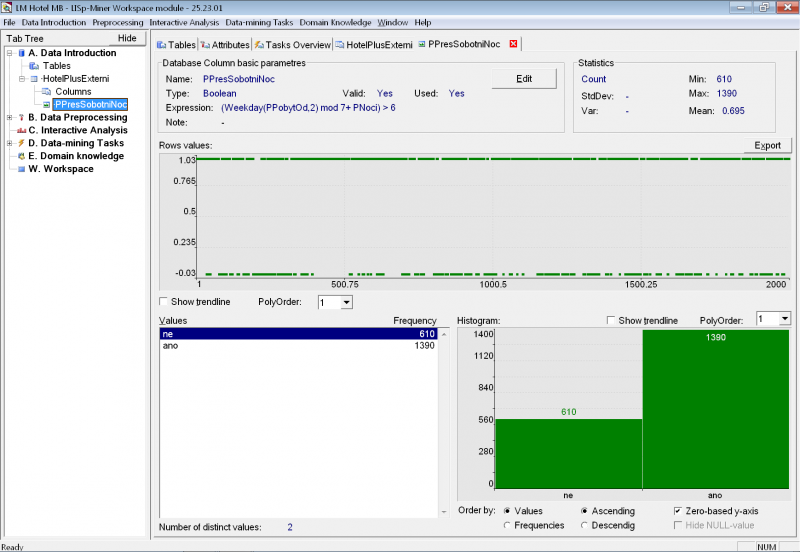 LM Hotel MB - LISp-Miner Workspace module - 25.23.01
File Data Introduction Preprocessing Interactive Analysis Data-mining Tasks Domain Knowledge Window Help
Tab Tree Hide
A. Data Introduction
Tables
HotelPlusExterni
Columns
PPresSobotniNoc
B. Data Preprocessing
C. Interactive Analysis
D. Data-mining Tasks
E. Domain knowledge
W. Workspace
Tables Attributes Tasks Overview HotelPlusExterni PPresSobotniNoc
Database Column basic parametres
Name: PPresSobotniNoc Edit
Type: Boolean Valid: Yes Used: Yes
Expression: (Weekday(PPobytOd,2) mod 7+ PNoci) > 6
Note: -
Statistics
Count Min: 610
StdDev: - Max: 1390
Var: - Mean: 0.695
Rows values: Export
1.03
0.765
0.5
0.235
-0.03
1 500.75 1000.5 1500.25 2000
Show trendline PolyOrder: 1
Values Frequency
ne 610
ano 1390
Number of distinct values: 2
Histogram: Show trendline PolyOrder: 1
1400
1120
840
560
280
0
610
1390
ne ano
Order by: Values Ascending Zero-based y-axis
Frequencies Descendig Hide NULL-value
Ready NUM